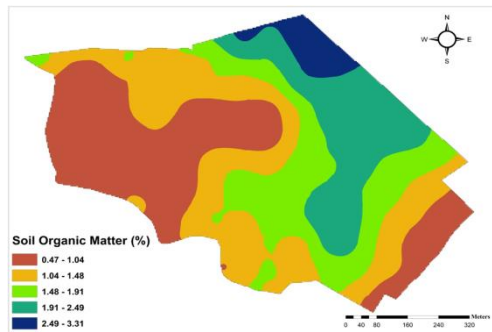 N
W E
S
Soil Organic Matter (%)
0.47 - 1.04
1.04 - 1.48
1.48 - 1.91
1.91 - 2.49
2.49 - 3.31
Meters
0 40 80 160 240 320